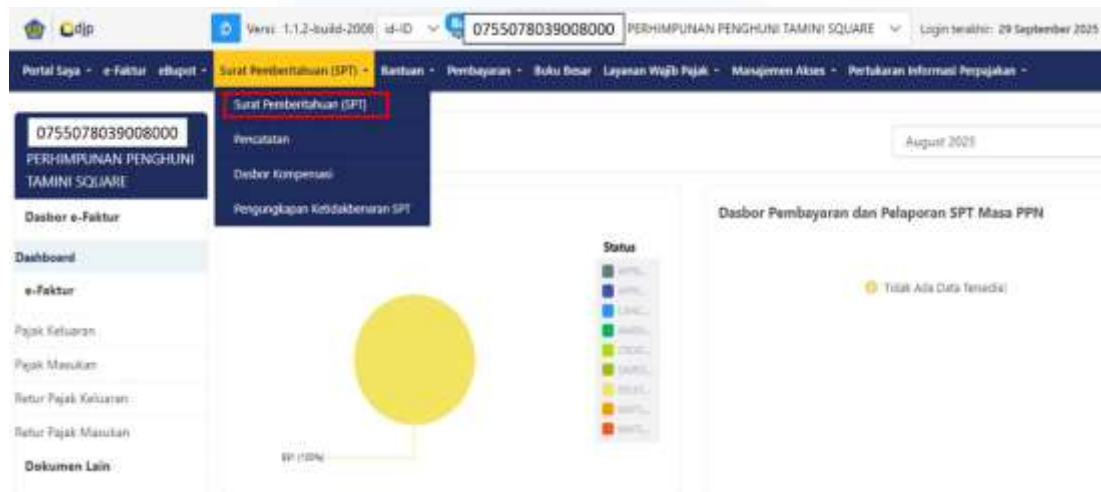 djp
Versi: 1.1.2-build-2008
id-ID
0755078039008000
PERHIMPUNAN PENGHUNI TAMINI SQUARE
Login terakhir: 29 September 2025
Portal Saya
e-Faktur
eBupot
Surat Pemberitahuan (SPT)
Bantuan
Pembayaran
Buku Besar
Layanan Wajib Pajak
Manajemen Akses
Pertukaran Informasi Perpajakan
Surat Pemberitahuan (SPT)
Pencatatan
Dasbor Kompensasi
Pengungkapan Ketidakbenaran SPT
0755078039008000
PERHIMPUNAN PENGHUNI
TAMINI SQUARE
August 2025
Dasbor e-Faktur
Dashboard
e-Faktur
Pajak Keluaran
Pajak Masukan
Retur Pajak Keluaran
Retur Pajak Masukan
Dokumen Lain
Status
Dasbor Pembayaran dan Pelaporan SPT Masa PPN
Tidak Ada Data Tersedia!